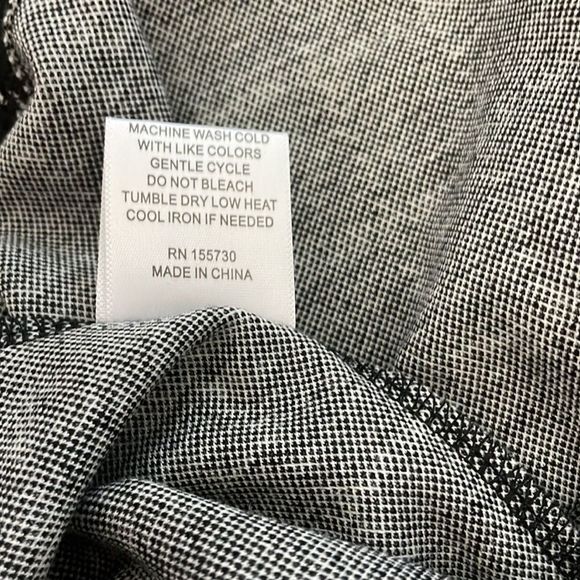 MACHINE WASH COLD
WITH LIKE COLORS
GENTLE CYCLE
DO NOT BLEACH
TUMBLE DRY LOW HEAT
COOL IRON IF NEEDED
RN 155730
MADE IN CHINA